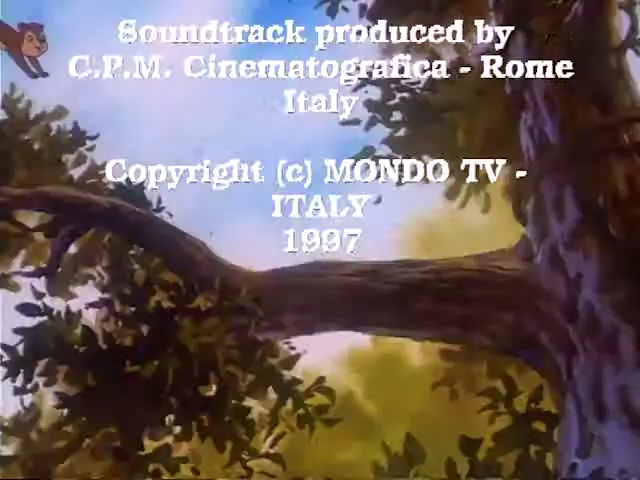 Soundtrack produced by
C.P.M. Cinematografica - Rome
Italy
Copyright (c) MONDO TV -
ITALY
1997